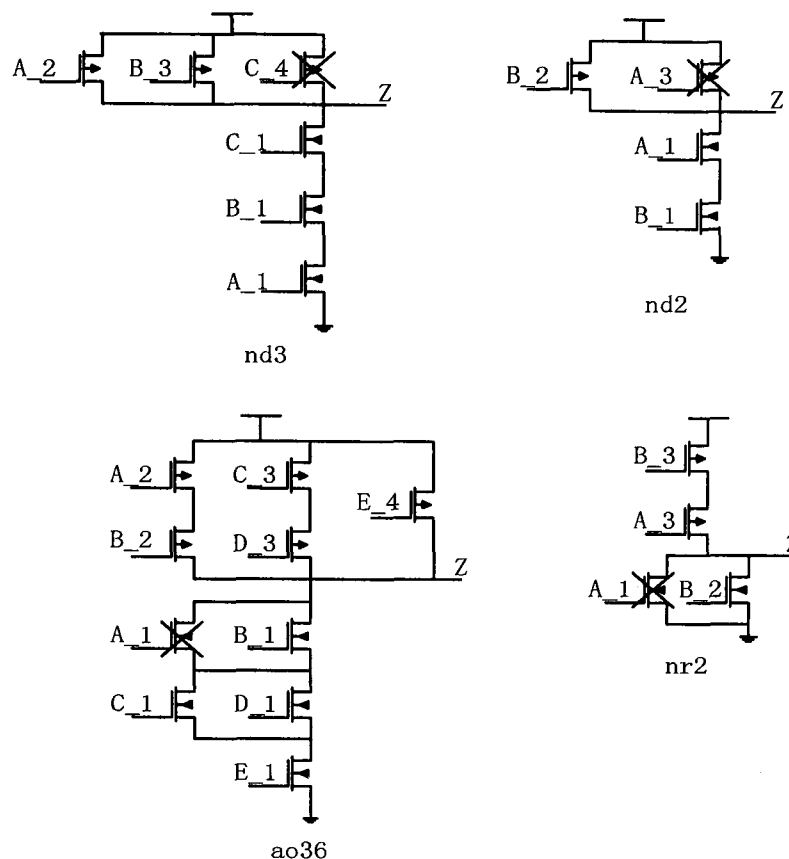 A_2 B_3 C_4 Z
C_1
B_1
A_1
nd3
B_2 A_3 Z
A_1
B_1
nd2
A_2 C_3 E_4
B_2 D_3 Z
A_1 B_1
C_1 D_1
E_1
ao36
B_3
A_3
A_1 B_2
nr2